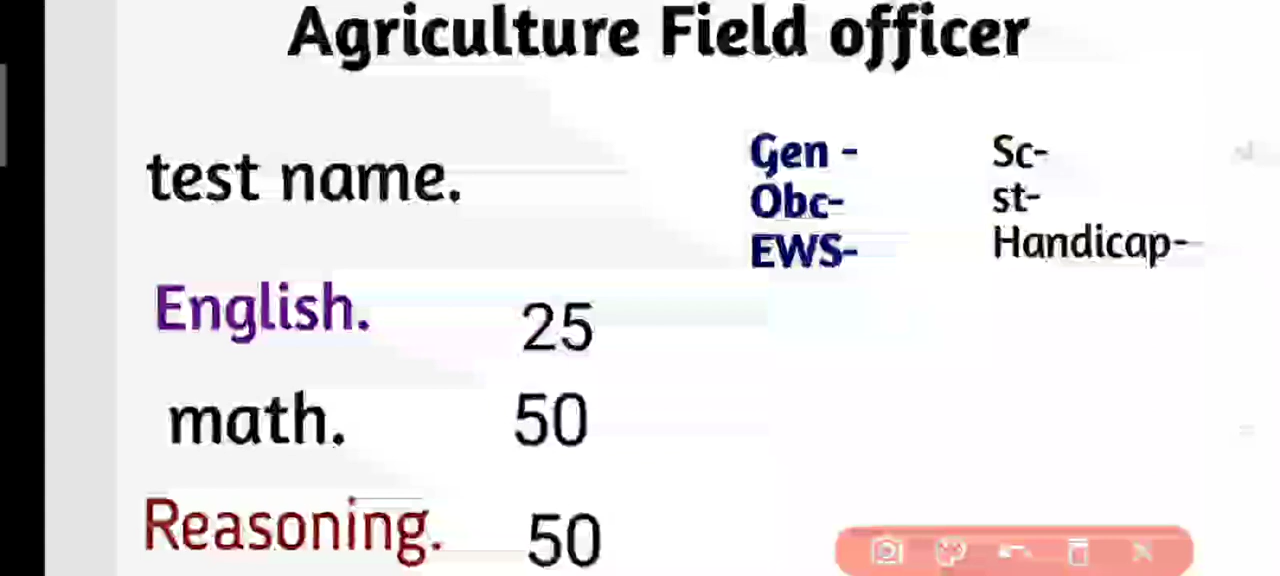 Agriculture Field officer
test name.
Gen - Sc-
Obc- st-
EWS- Handicap-
English. 25
math. 50
Reasoning. 50